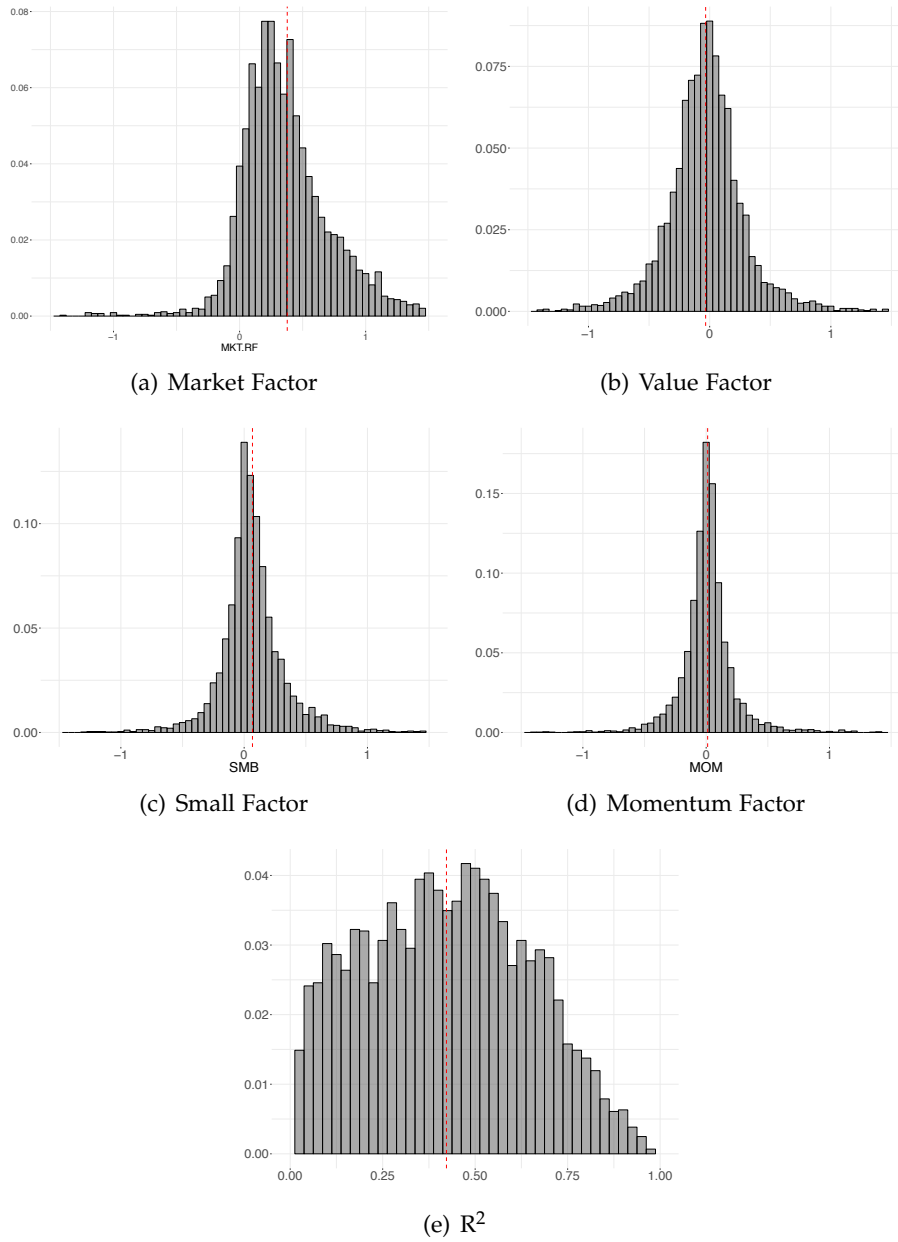 0.08
0.06
0.04
0.02
0.00
−1 0 1
MKT.RF
(a) Market Factor
0.075
0.050
0.025
0.000
−1 0 1
(b) Value Factor
0.10
0.05
0.00
−1 0 1
SMB
(c) Small Factor
0.15
0.10
0.05
0.00
−1 0 1
MOM
(d) Momentum Factor
0.04
0.03
0.02
0.01
0.00
0.00 0.25 0.50 0.75 1.00
(e) R²